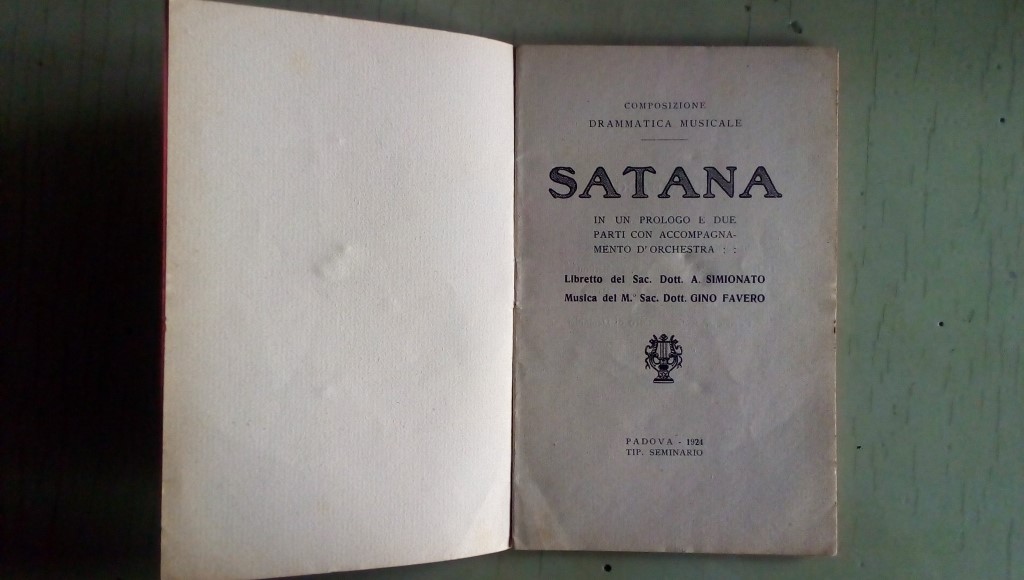 COMPOSIZIONE
DRAMMATICA MUSICALE
SATANA
IN UN PROLOGO E DUE
PARTI CON ACCOMPAGNA-
MENTO D'ORCHESTRA : :
Libretto del Sac. Dott. A. SIMIONATO
Musica del M.° Sac. Dott. GINO FAVERO
PADOVA - 1924
TIP. SEMINARIO